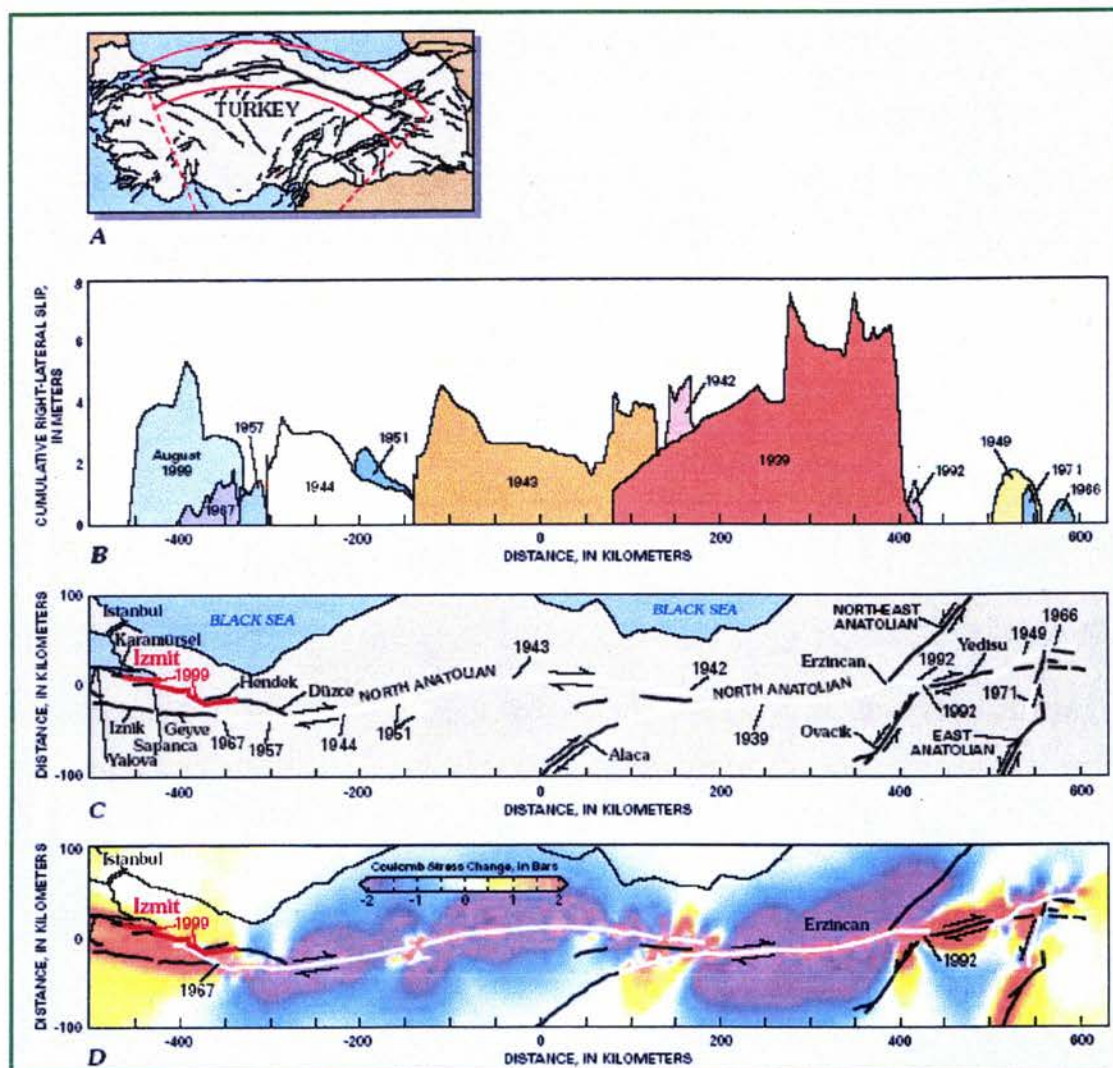 TURKEY
A
CUMULATIVE RIGHT-LATERAL SLIP,
IN METERS
8
6
4
2
0
August
1999
1967
1957
1944
1951
1943
1942
1939
1992
1949
1971
1966
-400
-200
0
200
400
600
DISTANCE, IN KILOMETERS
B
DISTANCE, IN KILOMETERS
100
0
-100
Istanbul
Karamürsel
Izmit
1999
BLACK SEA
BLACK SEA
Hendek
Düzce
NORTH ANATOLIAN
1943
1942
NORTH ANATOLIAN
NORTHEAST
ANATOLIAN
Erzincan
1992
Yedisu
1949
1966
Iznik
Geyve
Sapanca
Yalova
1967
1957
1944
1951
Alaca
1939
Ovacik
1992
1971
EAST
ANATOLIAN
-400
-200
0
200
400
600
DISTANCE, IN KILOMETERS
C
DISTANCE, IN KILOMETERS
100
0
-100
Istanbul
Izmit
1999
1967
Coulomb Stress Change, in Bars
-2 -1 0 1 2
Erzincan
1992
-400
-200
0
200
400
600
DISTANCE, IN KILOMETERS
D